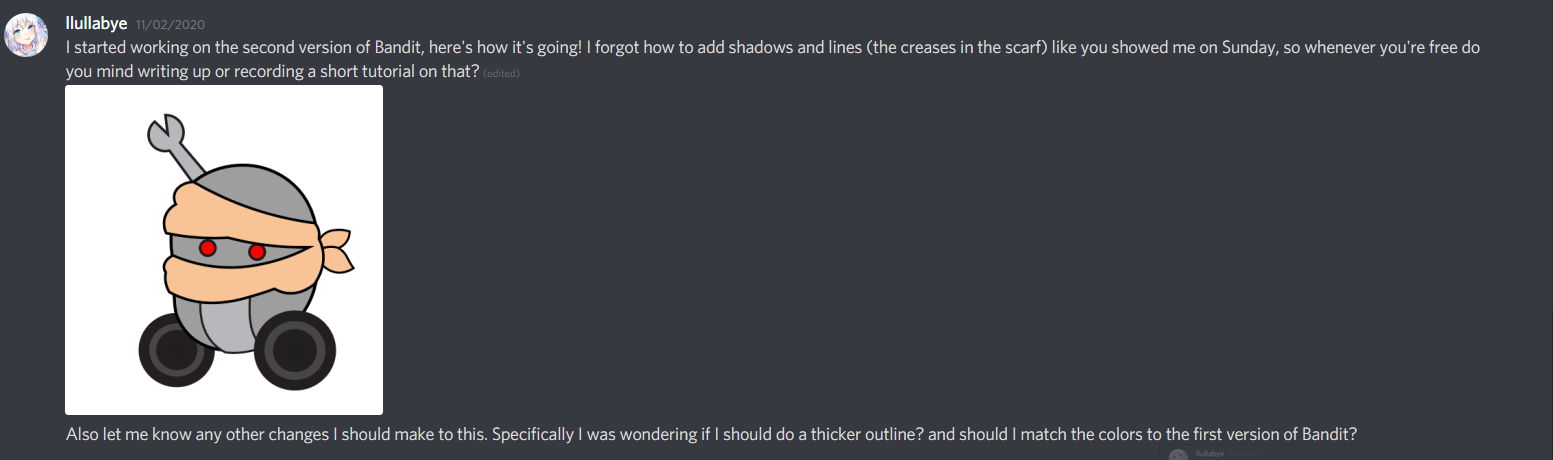 llullabye 11/02/2020
I started working on the second version of Bandit, here's how it's going! I forgot how to add shadows and lines (the creases in the scarf) like you showed me on Sunday, so whenever you're free do
you mind writing up or recording a short tutorial on that? (edited)
Also let me know any other changes I should make to this. Specifically I was wondering if I should do a thicker outline? and should I match the colors to the first version of Bandit?
llullabye